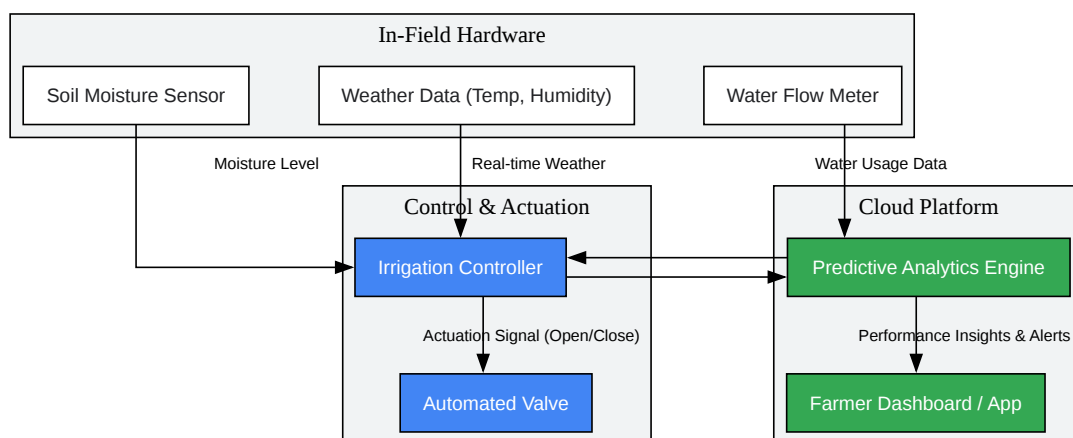 In-Field Hardware
Soil Moisture Sensor
Weather Data (Temp, Humidity)
Water Flow Meter
Moisture Level
Real-time Weather
Water Usage Data
Control & Actuation
Cloud Platform
Irrigation Controller
Predictive Analytics Engine
Actuation Signal (Open/Close)
Performance Insights & Alerts
Automated Valve
Farmer Dashboard / App